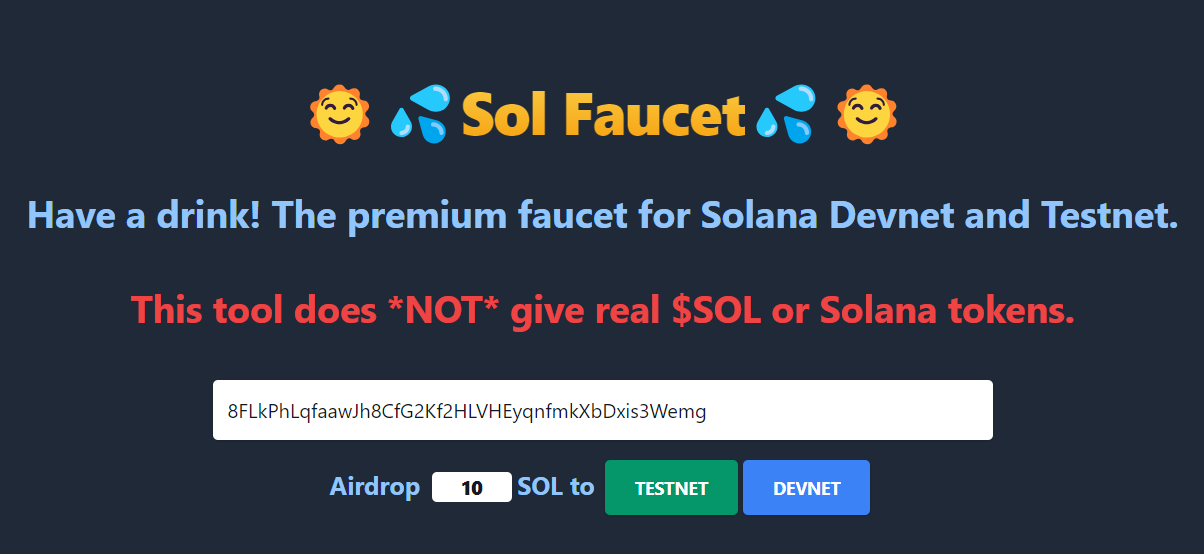 Sol Faucet
Have a drink! The premium faucet for Solana Devnet and Testnet.
This tool does *NOT* give real $SOL or Solana tokens.
8FLkPhLqfaawJh8CfG2Kf2HLVHEyqnfmkXbDxis3Wemg
Airdrop 10 SOL to TESTNET DEVNET